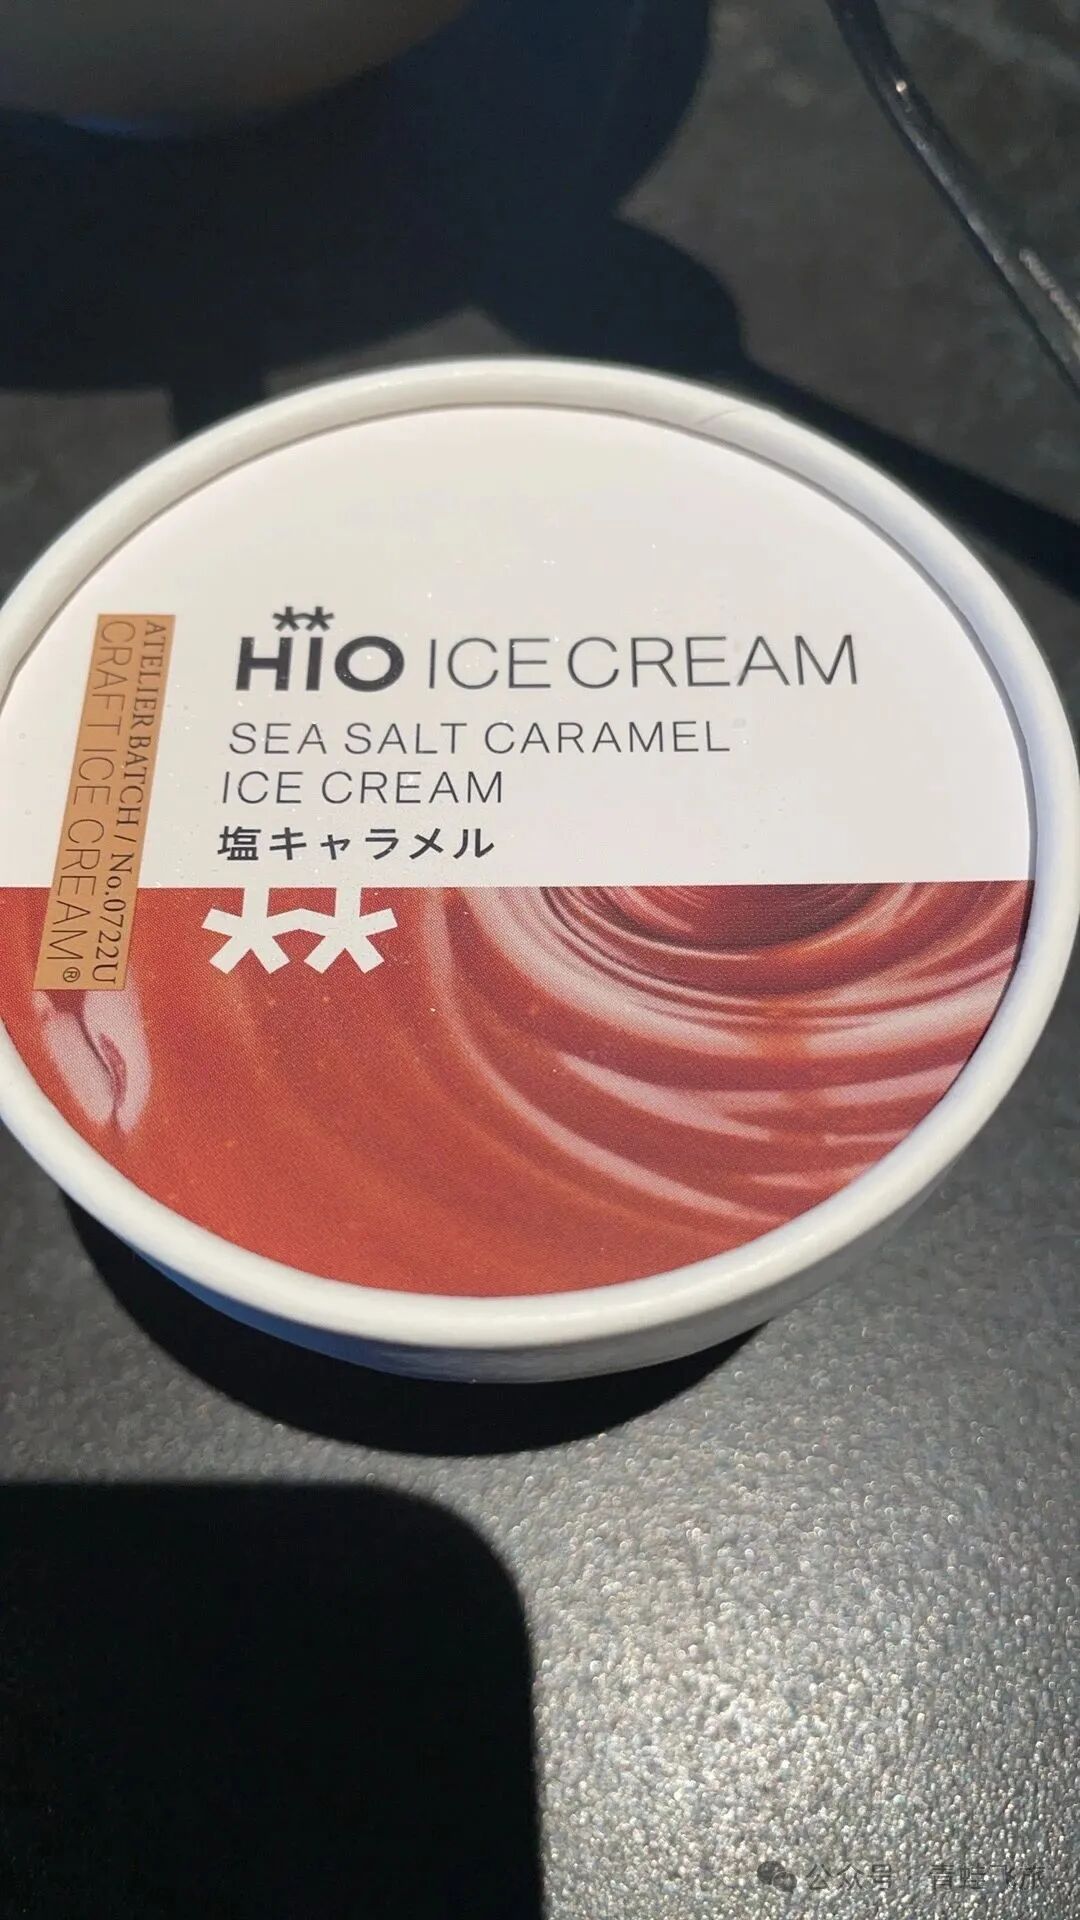 HiO ICE CREAM
SEA SALT CARAMEL
ICE CREAM
塩キャラメル
ATELIER BATCH / No.0722U
CRAFT ICE CREAM®
公众号 青蛙飞旅